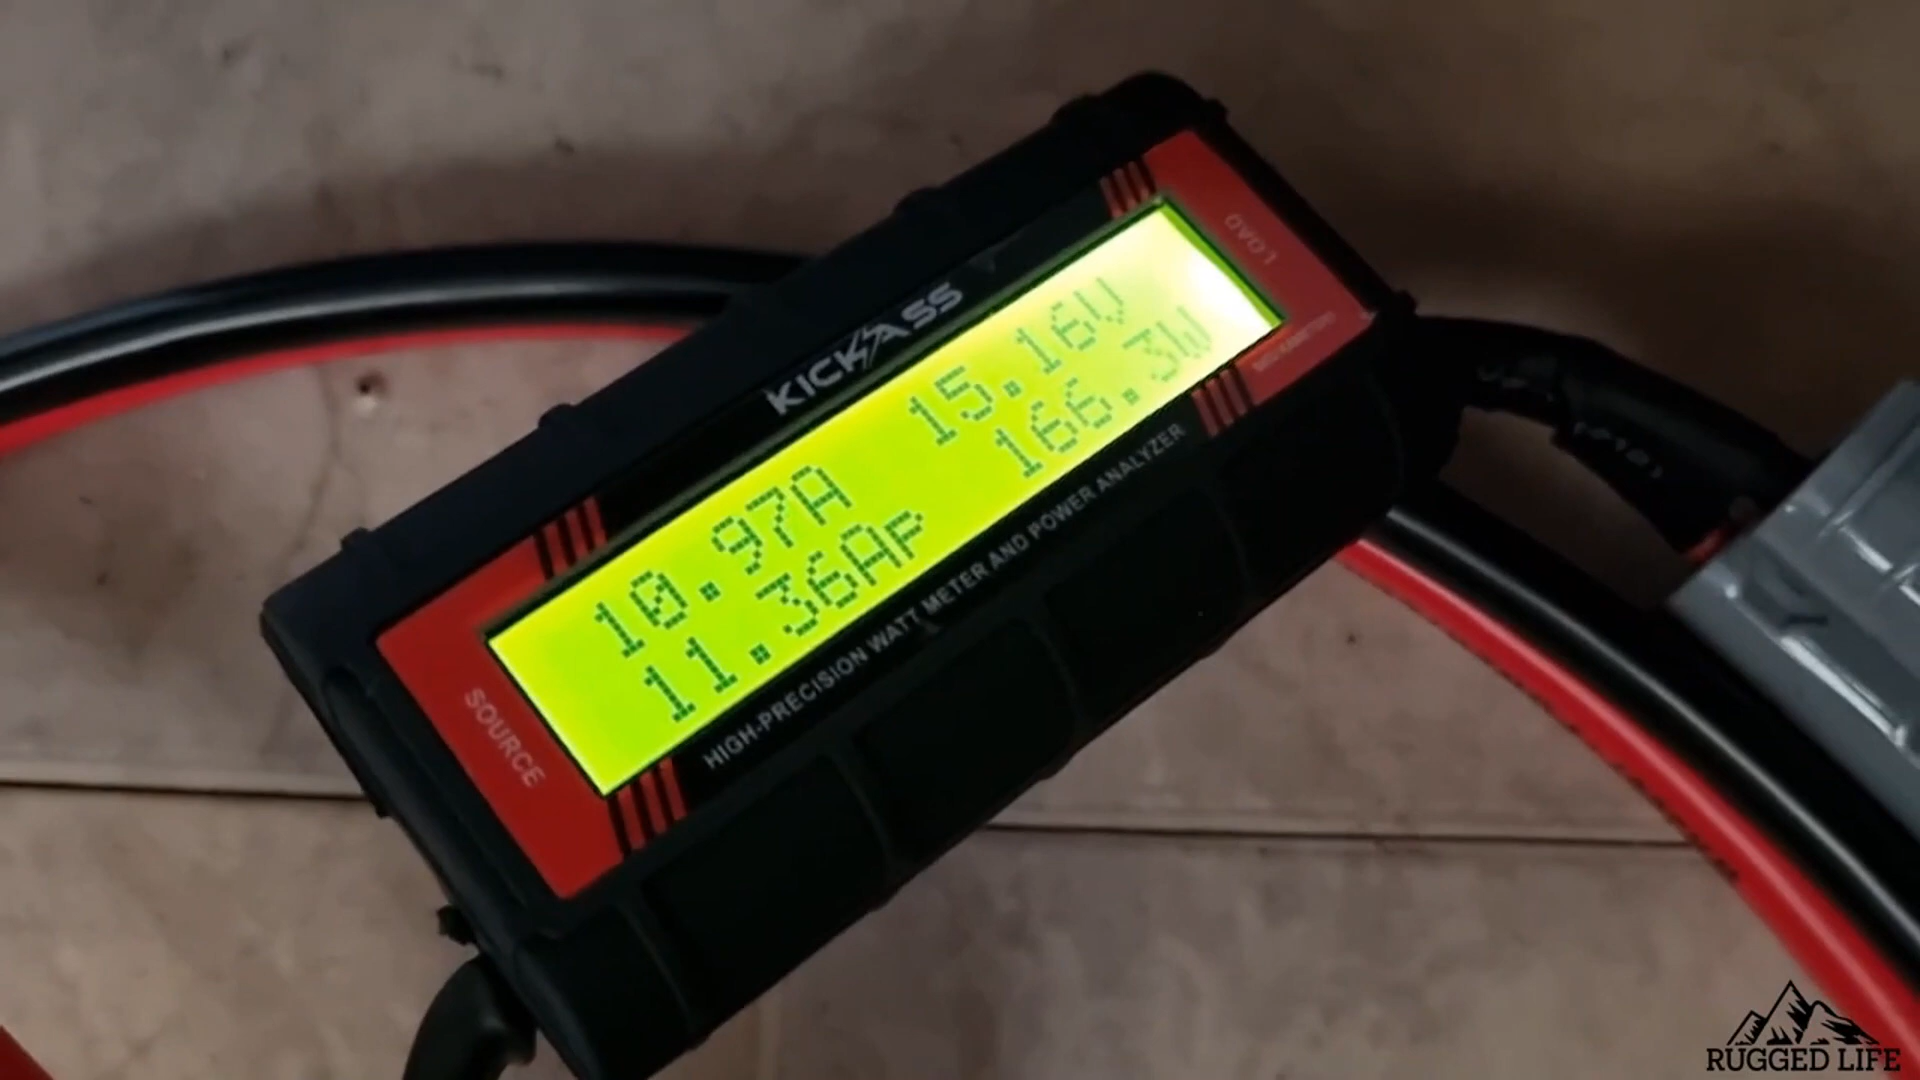 KICKASS
10.97A 15.16V
11.36Ap 166.3W
HIGH-PRECISION WATT METER AND POWER ANALYZER
SOURCE
LOAD
RUGGED LIFE